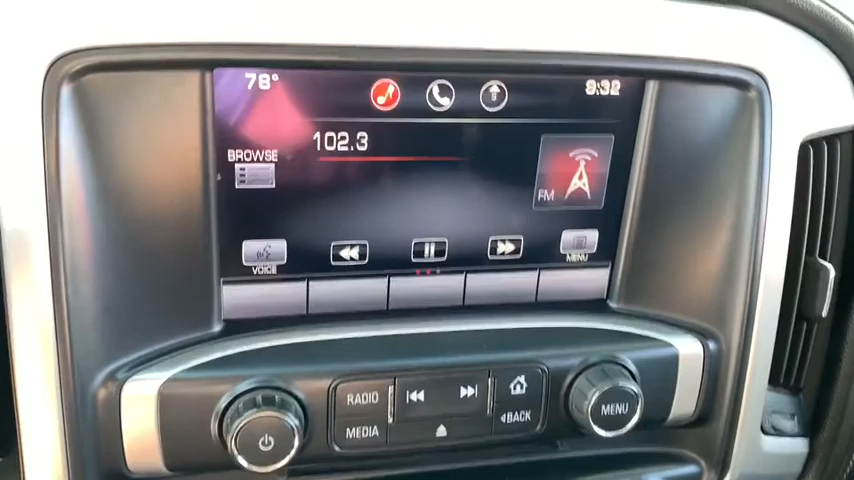 78°
9:32
102.3
BROWSE
FM
VOICE
MENU
RADIO
MEDIA
BACK
MENU